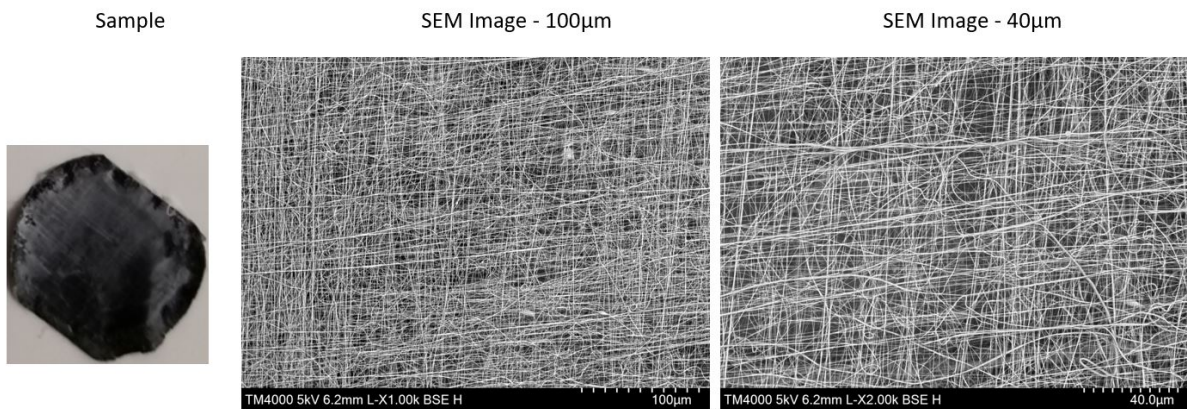 Sample
SEM Image - 100µm
SEM Image - 40µm
TM4000 5kV 6.2mm L-X1.00k BSE H
100µm
TM4000 5kV 6.2mm L-X2.00k BSE H
40.0µm